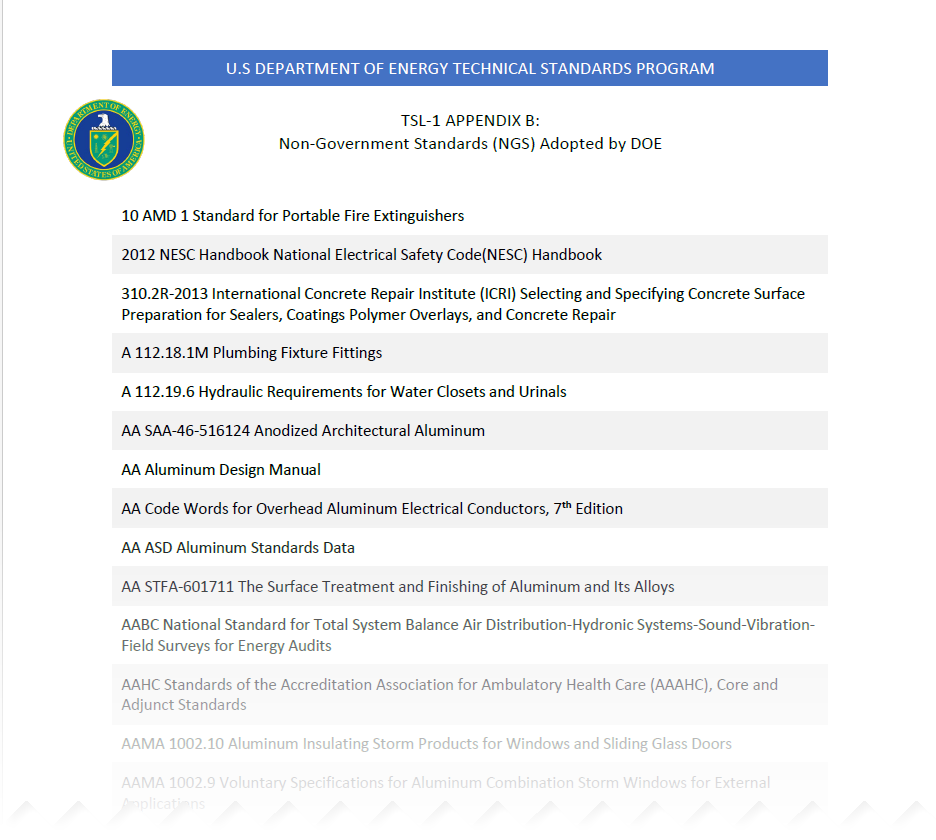 U.S DEPARTMENT OF ENERGY TECHNICAL STANDARDS PROGRAM
DEPARTMENT OF ENERGY
UNITED STATES OF AMERICA
TSL-1 APPENDIX B:
Non-Government Standards (NGS) Adopted by DOE
10 AMD 1 Standard for Portable Fire Extinguishers
2012 NESC Handbook National Electrical Safety Code(NESC) Handbook
310.2R-2013 International Concrete Repair Institute (ICRI) Selecting and Specifying Concrete Surface
Preparation for Sealers, Coatings Polymer Overlays, and Concrete Repair
A 112.18.1M Plumbing Fixture Fittings
A 112.19.6 Hydraulic Requirements for Water Closets and Urinals
AA SAA-46-516124 Anodized Architectural Aluminum
AA Aluminum Design Manual
AA Code Words for Overhead Aluminum Electrical Conductors, 7th Edition
AA ASD Aluminum Standards Data
AA STFA-601711 The Surface Treatment and Finishing of Aluminum and Its Alloys
AABC National Standard for Total System Balance Air Distribution-Hydronic Systems-Sound-Vibration-
Field Surveys for Energy Audits
AAHC Standards of the Accreditation Association for Ambulatory Health Care (AAAHC), Core and
Adjunct Standards
AAMA 1002.10 Aluminum Insulating Storm Products for Windows and Sliding Glass Doors
AAMA 1002.9 Voluntary Specifications for Aluminum Combination Storm Windows for External
Applications